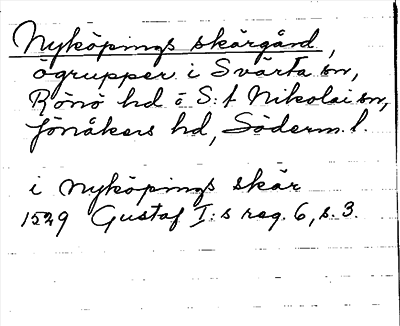 Nyköpings skärgård,
ögrupper i Svärta sn,
Rönö hd o S:t Nikolai sn,
Jönåkers hd, Söderm. l.
i nyköpings skär
1529 Gustaf I:s reg. 6, s. 3.